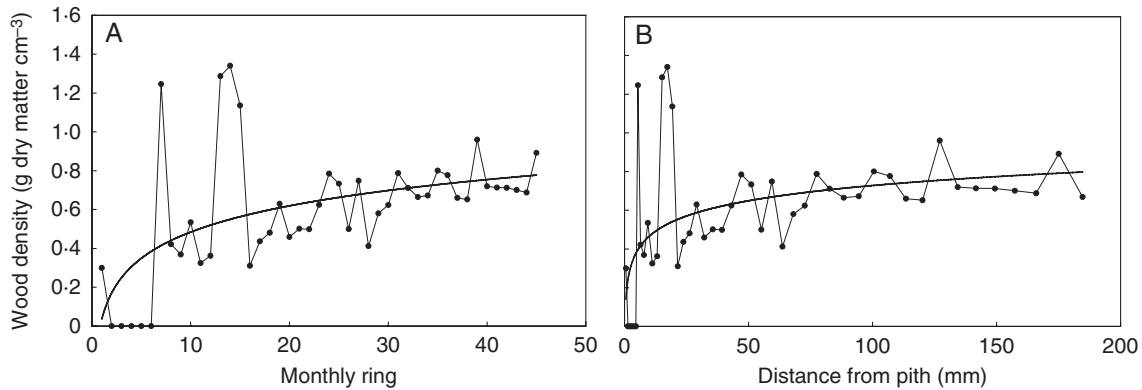 Wood density (g dry matter cm⁻³)
1·6
1·4
1·2
1·0
0·8
0·6
0·4
0·2
0
A
0 10 20 30 40 50
Monthly ring
B
0 50 100 150 200
Distance from pith (mm)